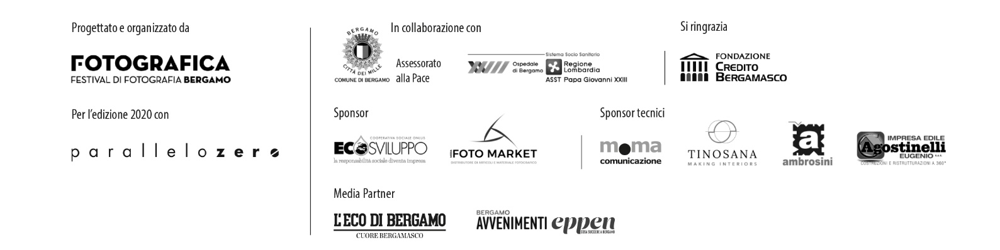 Progettato e organizzato da
FOTOGRAFICA
FESTIVAL DI FOTOGRAFIA BERGAMO
Per l'edizione 2020 con
parallelozero
In collaborazione con
BERGAMO
CITTÀ DEI MILLE
COMUNE DI BERGAMO
Assessorato
alla Pace
Sistema Socio Sanitario
Ospedale
di Bergamo
Regione
Lombardia
ASST Papa Giovanni XXIII
Si ringrazia
FONDAZIONE
CREDITO
BERGAMASCO
Sponsor
COOPERATIVA SOCIALE ONLUS
ECOSVILUPPO
la responsabilità sociale diventa impresa
FOTO MARKET
DISTRIBUTORE DI ARTICOLI E MATERIALE FOTOGRAFICO
Sponsor tecnici
moma
comunicazione
TINOSANA
MAKING INTERIORS
a
ambrosini
IMPRESA EDILE
Agostinelli
EUGENIO s.a.s.
COSTRUZIONI E RISTRUTTURAZIONI A 360°
Media Partner
L'ECO DI BERGAMO
CUORE BERGAMASCO
BERGAMO
AVVENIMENTI
eppen
COSA SUCCEDE A BERGAMO